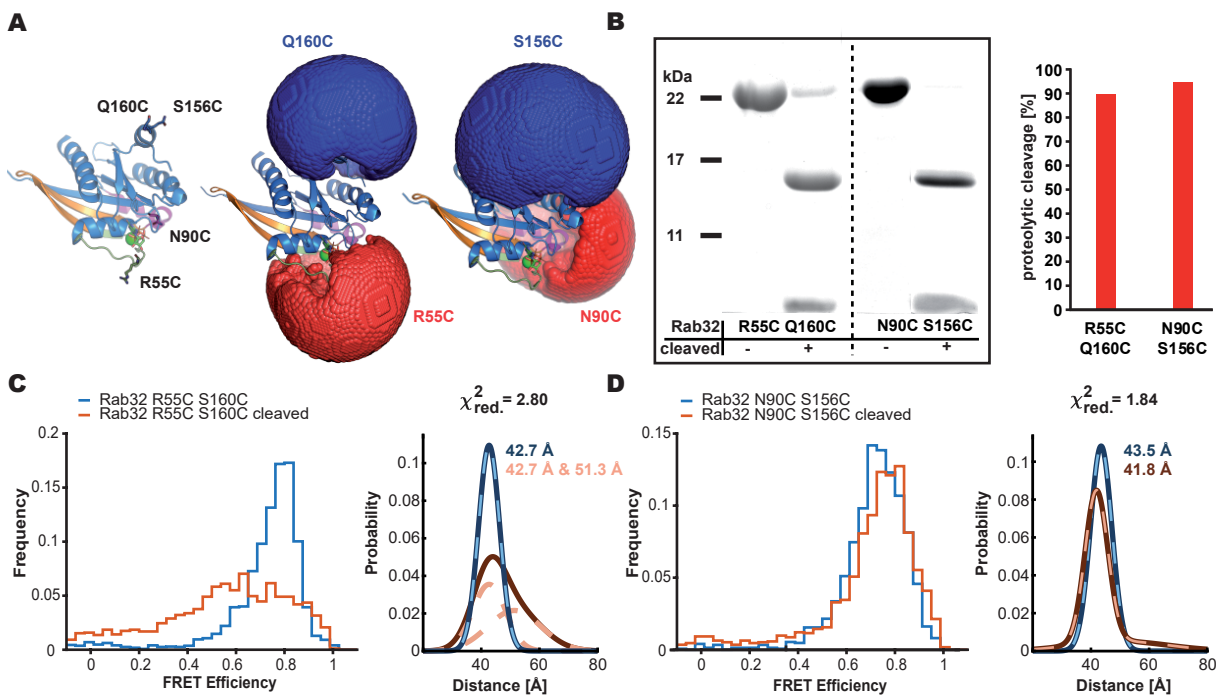 A
Q160C
S156C
Q160C
S156C
N90C
R55C
R55C
N90C
B
kDa
22
17
11
Rab32
R55C Q160C
N90C S156C
cleaved
-
+
-
+
proteolytic cleavage [%]
100
90
80
70
60
50
40
30
20
10
0
R55C
Q160C
N90C
S156C
C
Rab32 R55C S160C
Rab32 R55C S160C cleaved
χ²red. = 2.80
Frequency
0.2
0.15
0.1
0.05
0
0
0.2
0.4
0.6
0.8
1
FRET Efficiency
42.7 Å
42.7 Å & 51.3 Å
Probability
0.1
0.08
0.06
0.04
0.02
0
40
60
80
Distance [Å]
D
Rab32 N90C S156C
Rab32 N90C S156C cleaved
χ²red. = 1.84
Frequency
0.15
0.1
0.05
0
0
0.2
0.4
0.6
0.8
1
FRET Efficiency
43.5 Å
41.8 Å
Probability
0.1
0.08
0.06
0.04
0.02
0
40
60
80
Distance [Å]